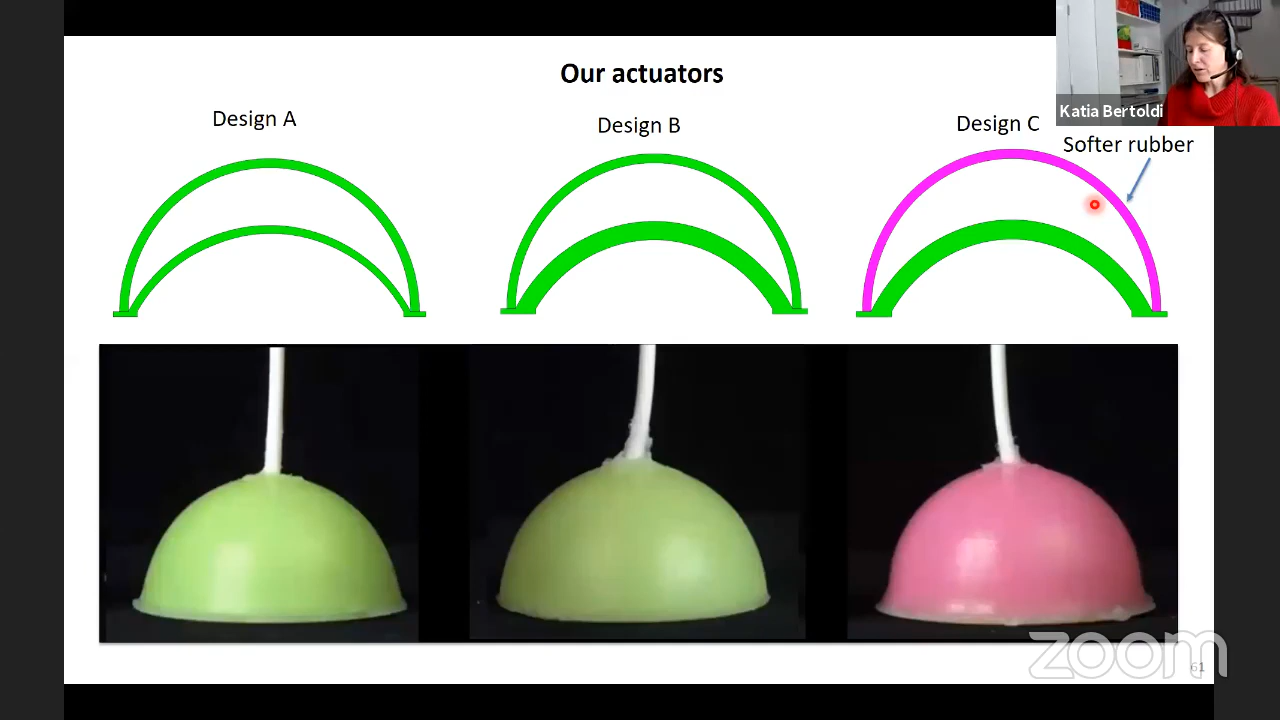 Our actuators
Design A
Design B
Design C
Katia Bertoldi
Softer rubber
zoom
61